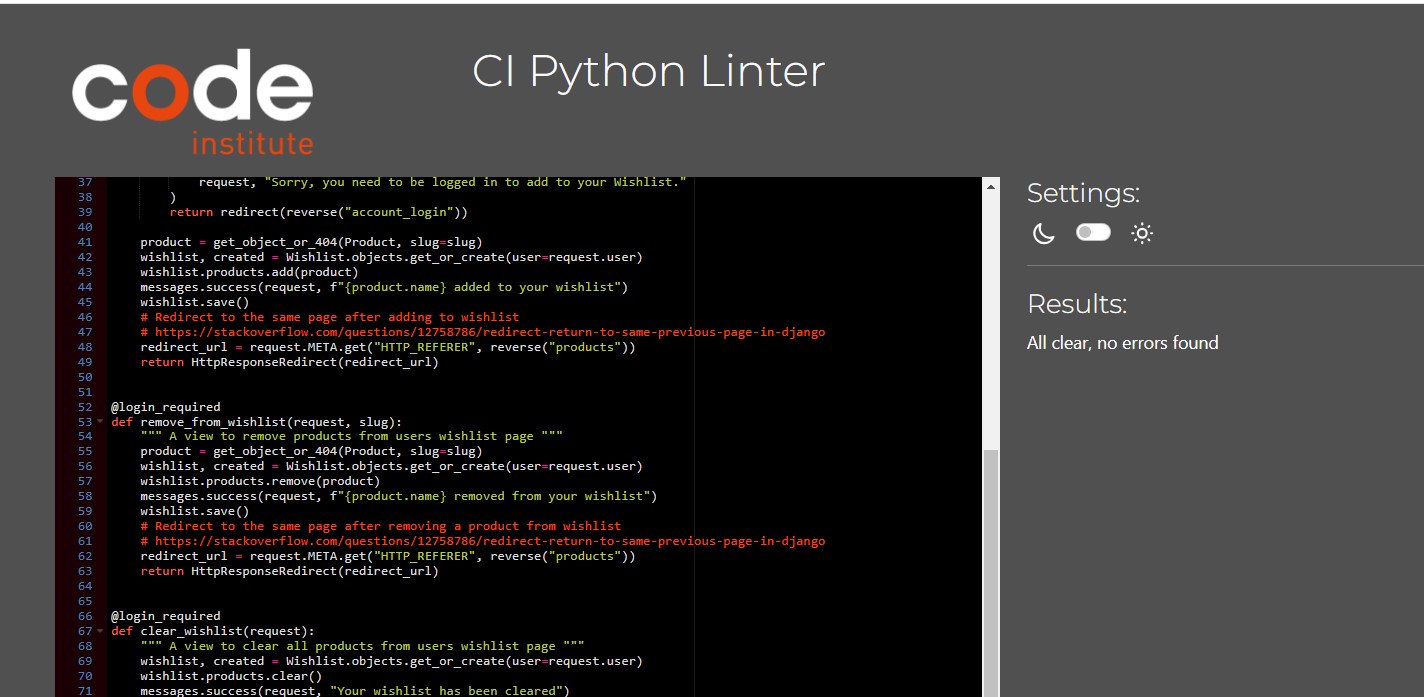 code
institute
CI Python Linter
37 request, "Sorry, you need to be logged in to add to your Wishlist."
38 )
39 return redirect(reverse("account_login"))
40
41 product = get_object_or_404(Product, slug=slug)
42 wishlist, created = Wishlist.objects.get_or_create(user=request.user)
43 wishlist.products.add(product)
44 messages.success(request, f"{product.name} added to your wishlist")
45 wishlist.save()
46 # Redirect to the same page after adding to wishlist
47 # https://stackoverflow.com/questions/12758786/redirect-return-to-same-previous-page-in-django
48 redirect_url = request.META.get("HTTP_REFERER", reverse("products"))
49 return HttpResponseRedirect(redirect_url)
50
51
52 @login_required
53 def remove_from_wishlist(request, slug):
54 """ A view to remove products from users wishlist page """
55 product = get_object_or_404(Product, slug=slug)
56 wishlist, created = Wishlist.objects.get_or_create(user=request.user)
57 wishlist.products.remove(product)
58 messages.success(request, f"{product.name} removed from your wishlist")
59 wishlist.save()
60 # Redirect to the same page after removing a product from wishlist
61 # https://stackoverflow.com/questions/12758786/redirect-return-to-same-previous-page-in-django
62 redirect_url = request.META.get("HTTP_REFERER", reverse("products"))
63 return HttpResponseRedirect(redirect_url)
64
65
66 @login_required
67 def clear_wishlist(request):
68 """ A view to clear all products from users wishlist page """
69 wishlist, created = Wishlist.objects.get_or_create(user=request.user)
70 wishlist.products.clear()
71 messages.success(request, "Your wishlist has been cleared")
Settings:
Results:
All clear, no errors found